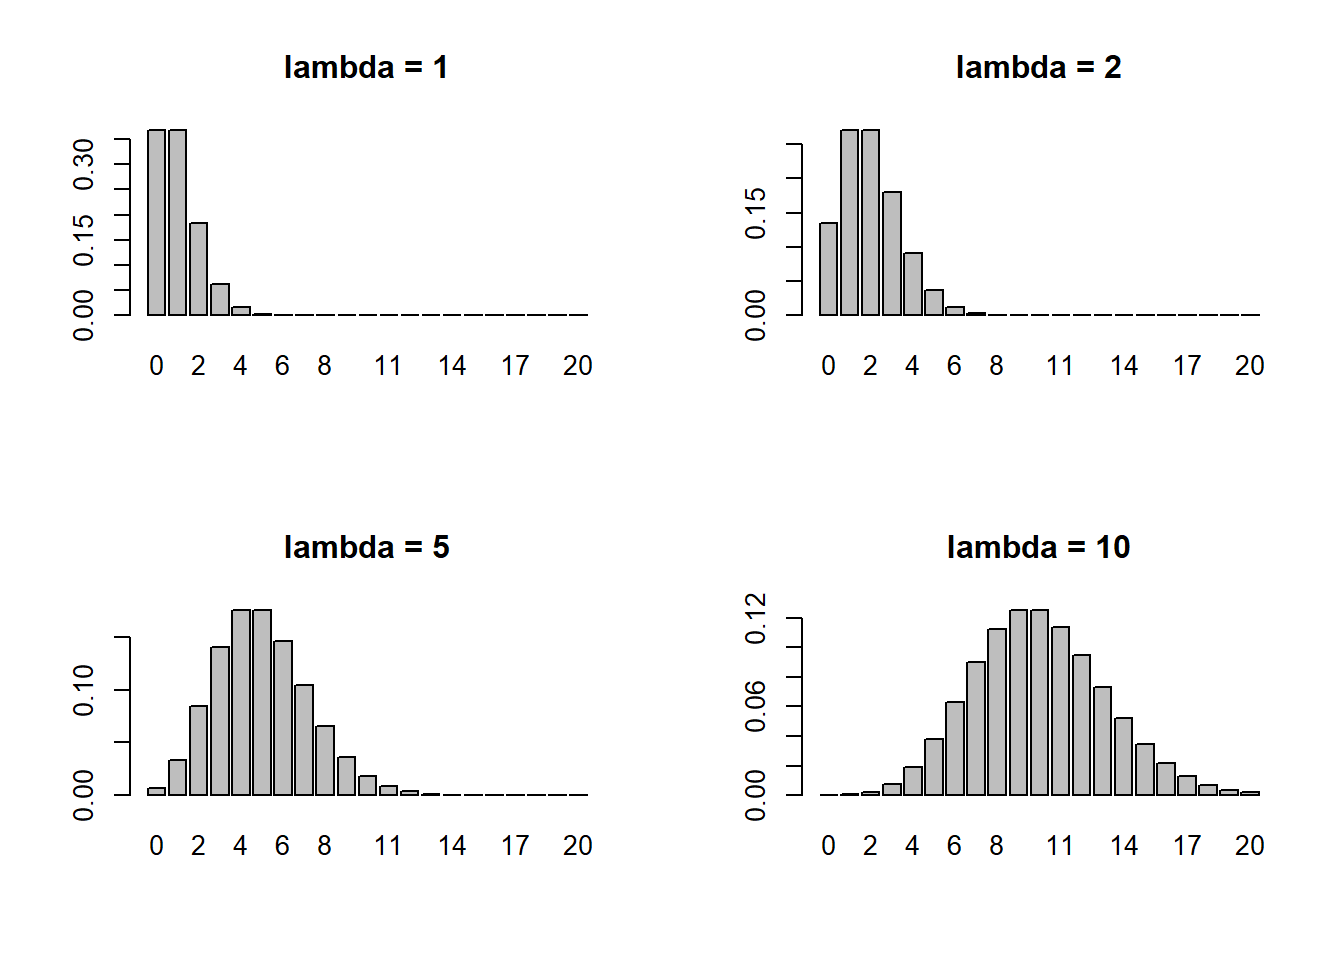 lambda = 1
0.00 0.15 0.30
0 2 4 6 8 11 14 17 20
lambda = 2
0.00 0.15
0 2 4 6 8 11 14 17 20
lambda = 5
0.00 0.10
0 2 4 6 8 11 14 17 20
lambda = 10
0.00 0.06 0.12
0 2 4 6 8 11 14 17 20